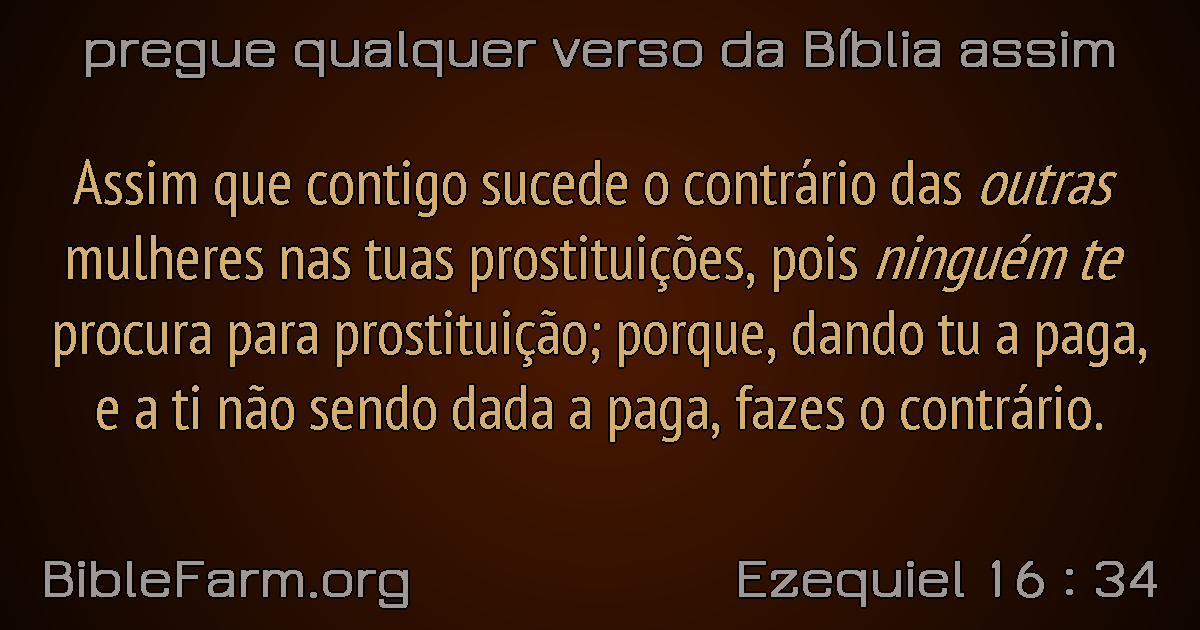 pregue qualquer verso da Bíblia assim
Assim que contigo sucede o contrário das outras
mulheres nas tuas prostituições, pois ninguém te
procura para prostituição; porque, dando tu a paga,
e a ti não sendo dada a paga, fazes o contrário.
BibleFarm.org
Ezequiel 16 : 34